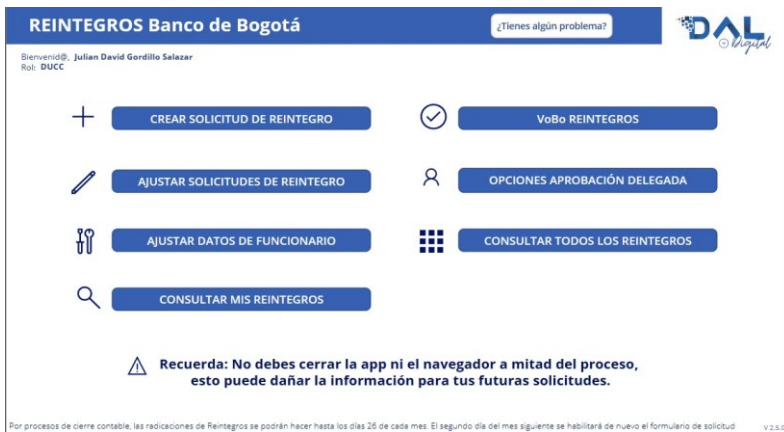 REINTEGROS Banco de Bogotá
¿Tienes algún problema?
DAL
Digital
Bienvenid@, Julian David Gordillo Salazar
Rol: DUCC
CREAR SOLICITUD DE REINTEGRO
VoBo REINTEGROS
AJUSTAR SOLICITUDES DE REINTEGRO
OPCIONES APROBACIÓN DELEGADA
AJUSTAR DATOS DE FUNCIONARIO
CONSULTAR TODOS LOS REINTEGROS
CONSULTAR MIS REINTEGROS
Recuerda: No debes cerrar la app ni el navegador a mitad del proceso,
esto puede dañar la información para tus futuras solicitudes.
Por procesos de cierre contable, las radicaciones de Reintegros se podrán hacer hasta los días 26 de cada mes. El segundo día del mes siguiente se habilitará de nuevo el formulario de solicitud